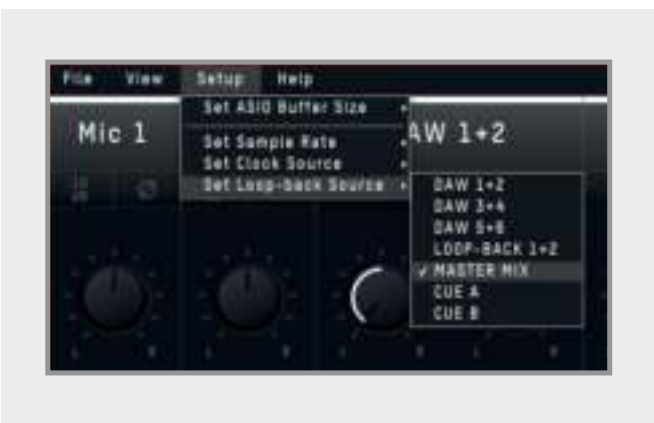 File View Setup Help
Set ASIO Buffer Size
Set Sample Rate
Set Clock Source
Set Loop-back Source
Mic 1
AW 1+2
DAW 1+2
DAW 3+4
DAW 5+6
LOOP-BACK 1+2
✓ MASTER MIX
CUE A
CUE B
L R L R L R L R